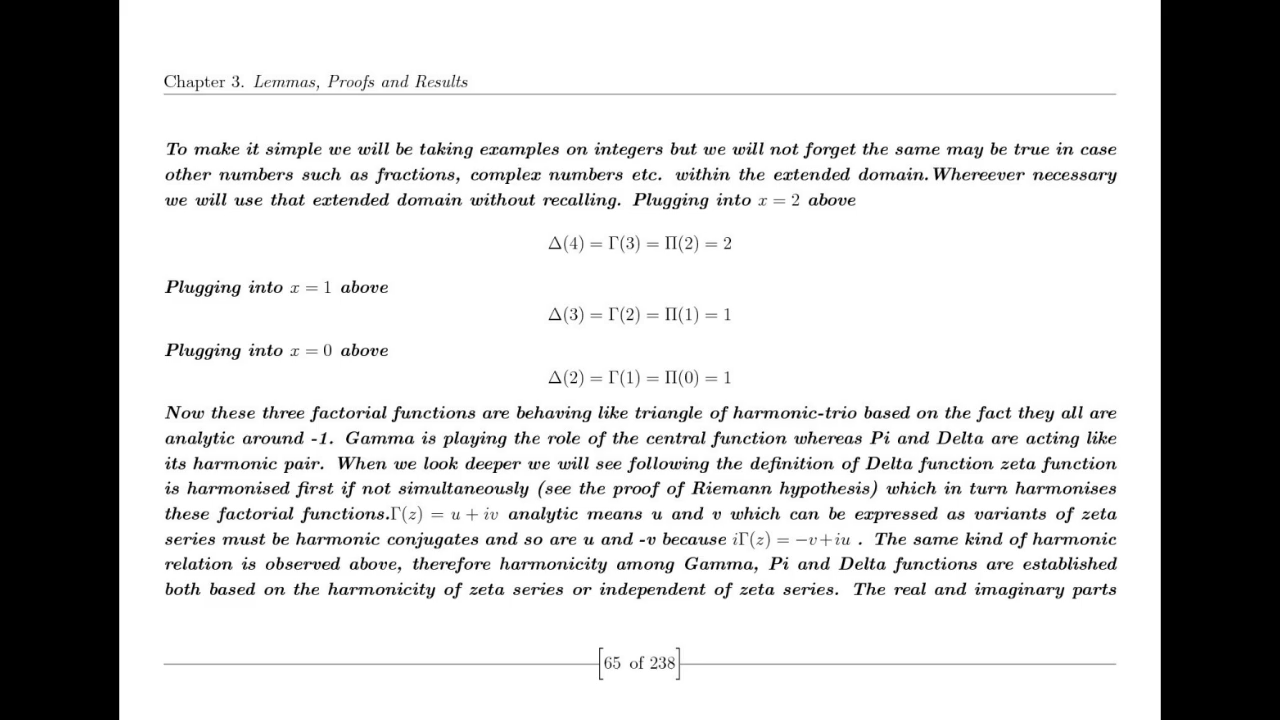 Chapter 3. Lemmas, Proofs and Results
To make it simple we will be taking examples on integers but we will not forget the same may be true in case
other numbers such as fractions, complex numbers etc. within the extended domain.Whereever necessary
we will use that extended domain without recalling. Plugging into x = 2 above
Δ(4) = Γ(3) = Π(2) = 2
Plugging into x = 1 above
Δ(3) = Γ(2) = Π(1) = 1
Plugging into x = 0 above
Δ(2) = Γ(1) = Π(0) = 1
Now these three factorial functions are behaving like triangle of harmonic-trio based on the fact they all are
analytic around -1. Gamma is playing the role of the central function whereas Pi and Delta are acting like
its harmonic pair. When we look deeper we will see following the definition of Delta function zeta function
is harmonised first if not simultaneously (see the proof of Riemann hypothesis) which in turn harmonises
these factorial functions.Γ(z) = u + iv analytic means u and v which can be expressed as variants of zeta
series must be harmonic conjugates and so are u and -v because iΓ(z) = −v+iu . The same kind of harmonic
relation is observed above, therefore harmonicity among Gamma, Pi and Delta functions are established
both based on the harmonicity of zeta series or independent of zeta series. The real and imaginary parts
[65 of 238]